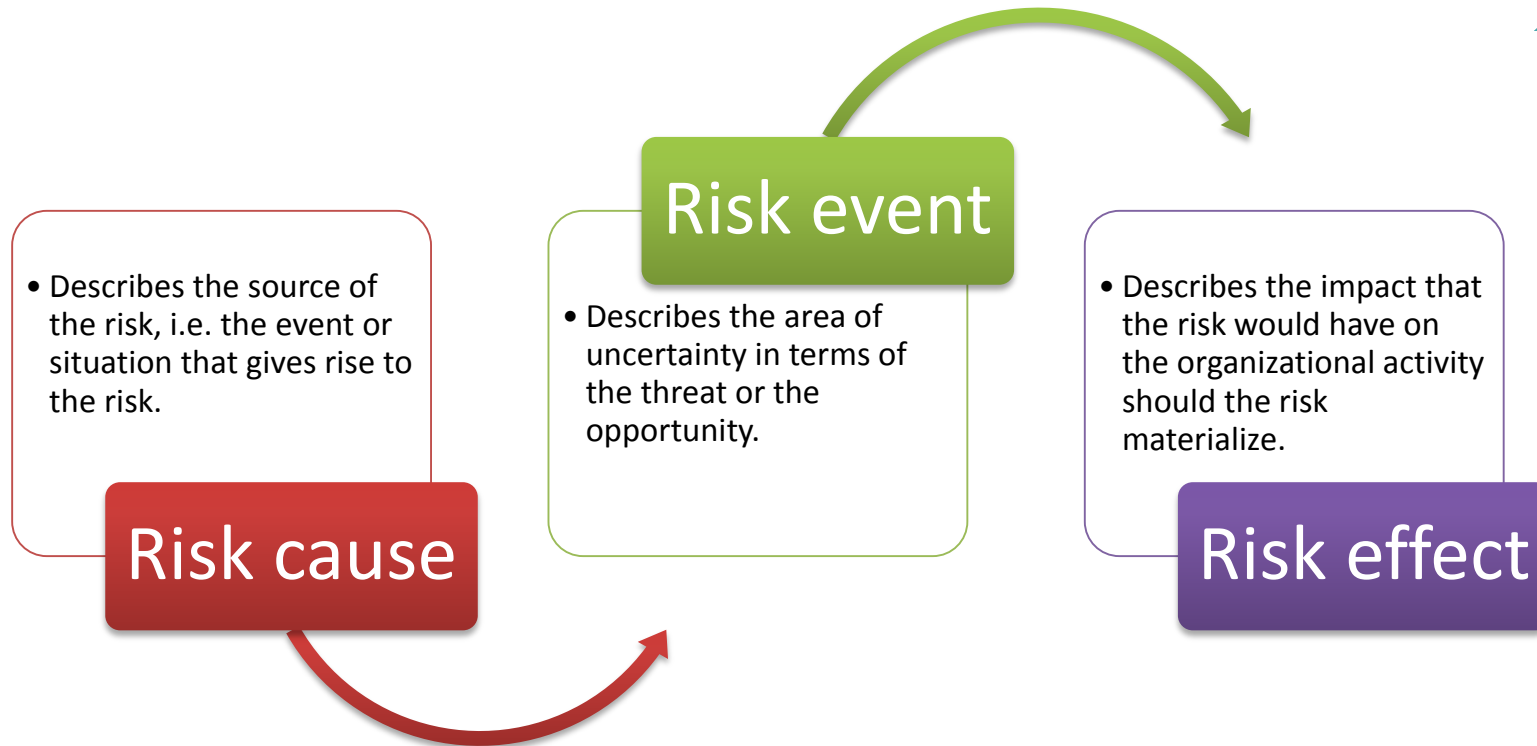 • Describes the source of
the risk, i.e. the event or
situation that gives rise to
the risk.
Risk cause
Risk event
• Describes the area of
uncertainty in terms of
the threat or the
opportunity.
• Describes the impact that
the risk would have on
the organizational activity
should the risk
materialize.
Risk effect